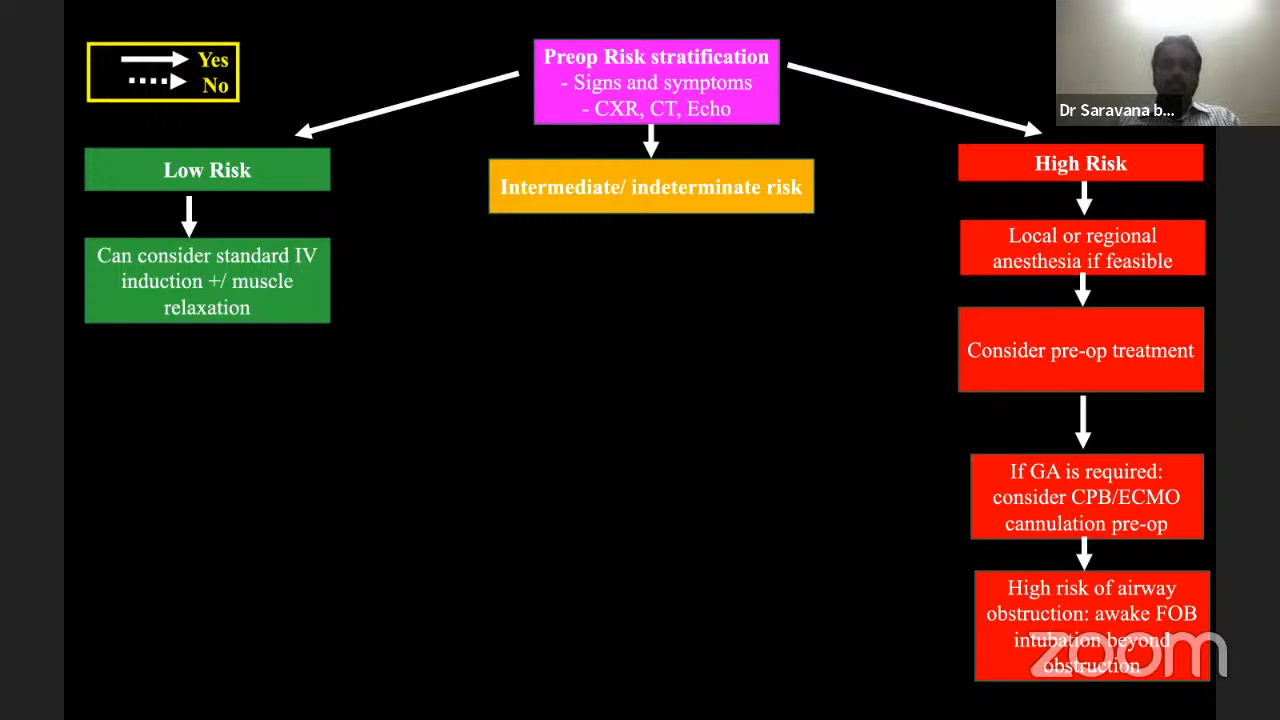 Yes
No
Preop Risk stratification
- Signs and symptoms
- CXR, CT, Echo
Dr Saravana b...
Low Risk
Intermediate/ indeterminate risk
High Risk
Can consider standard IV
induction +/ muscle
relaxation
Local or regional
anesthesia if feasible
Consider pre-op treatment
If GA is required:
consider CPB/ECMO
cannulation pre-op
High risk of airway
obstruction: awake FOB
intubation beyond
obstruction
zoom